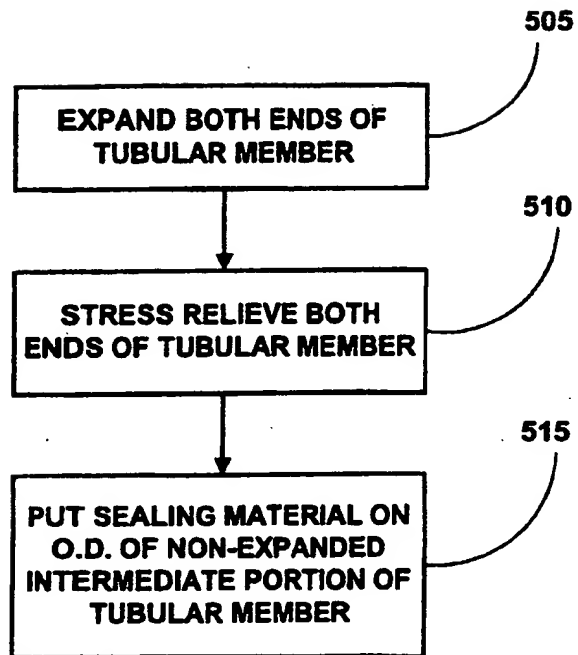 505
EXPAND BOTH ENDS OF
TUBULAR MEMBER
510
STRESS RELIEVE BOTH
ENDS OF TUBULAR MEMBER
515
PUT SEALING MATERIAL ON
O.D. OF NON-EXPANDED
INTERMEDIATE PORTION OF
TUBULAR MEMBER